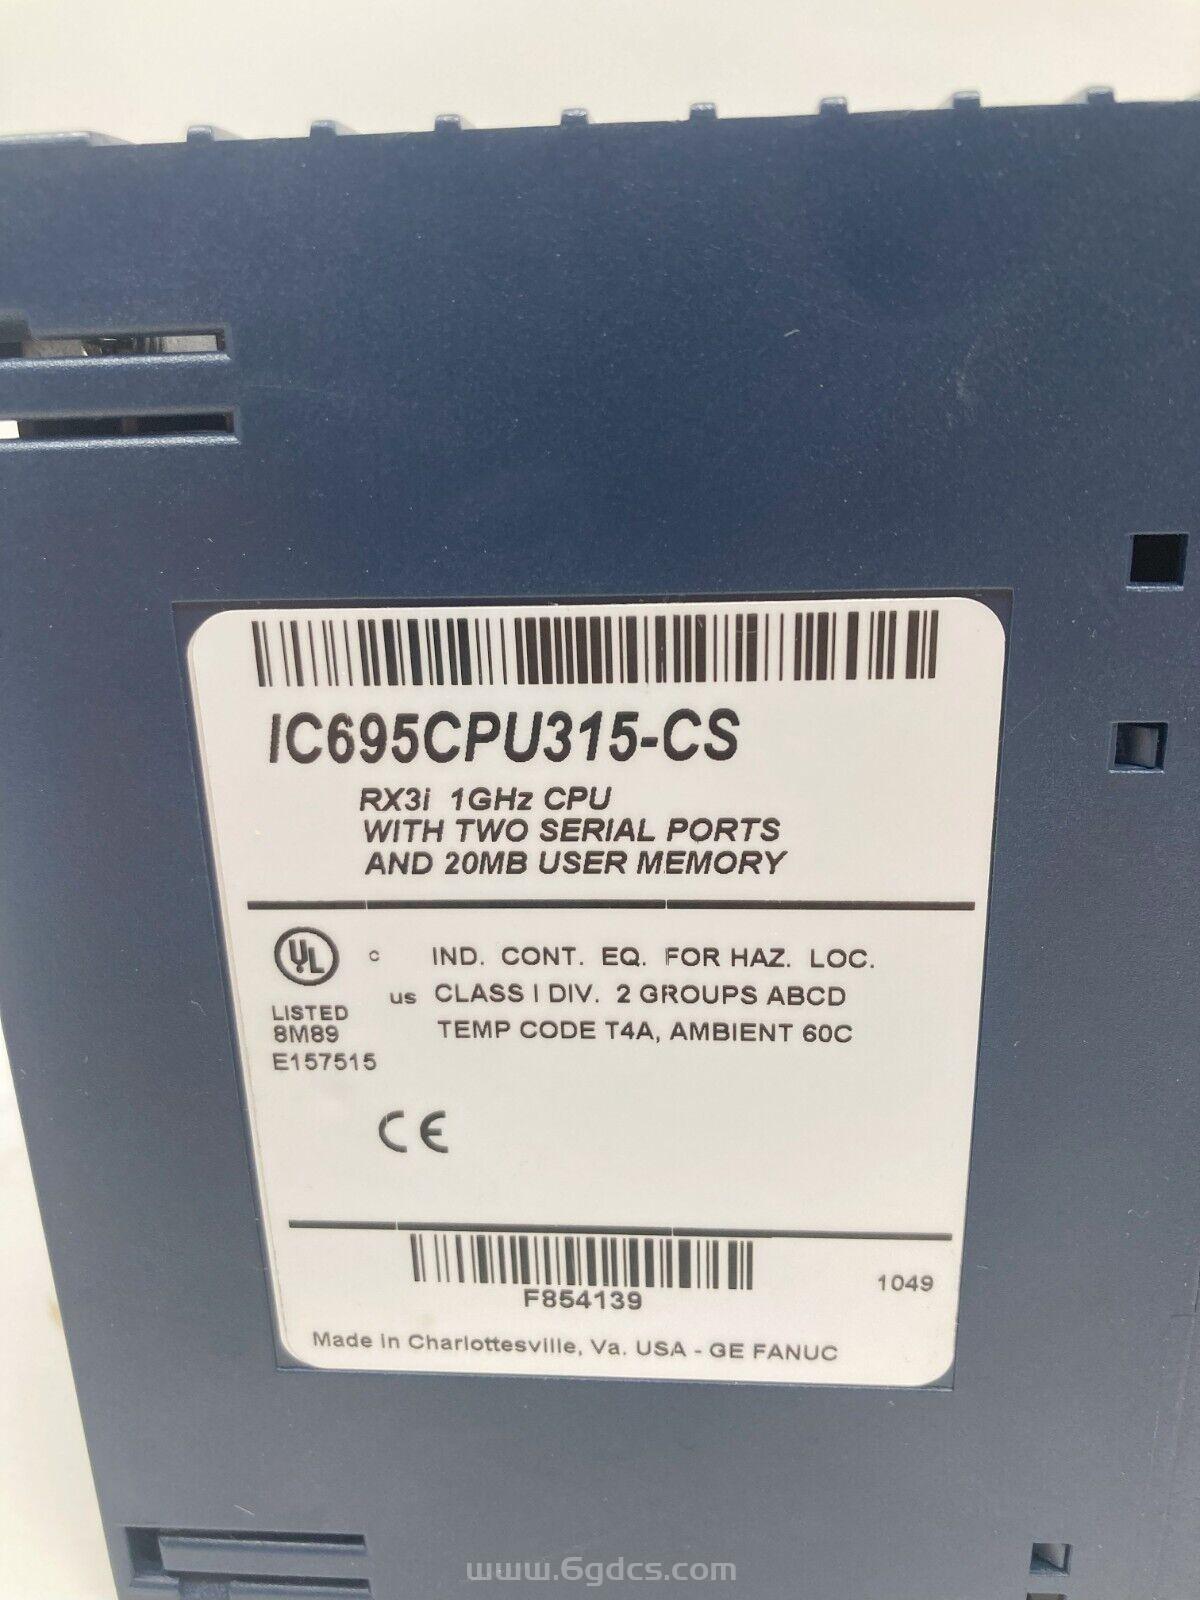 IC695CPU315-CS
RX3i 1GHz CPU
WITH TWO SERIAL PORTS
AND 20MB USER MEMORY
UL
LISTED
8M89
E157515
c
us
IND. CONT. EQ. FOR HAZ. LOC.
CLASS I DIV. 2 GROUPS ABCD
TEMP CODE T4A, AMBIENT 60C
CE
F854139
1049
Made in Charlottesville, Va. USA - GE FANUC
www.6gdcs.com